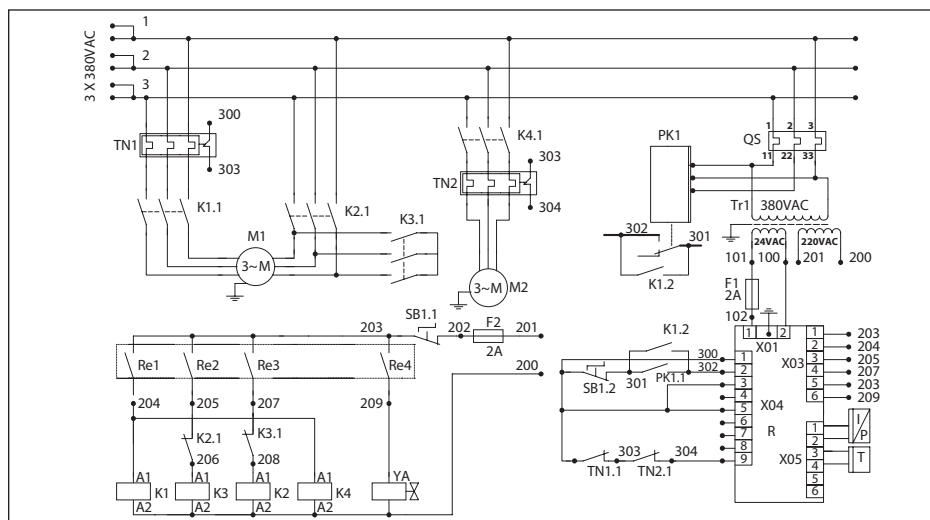 3 X 380VAC
1
2
3
300
TN1
303
K1.1
M1
3~M
K2.1
K3.1
K4.1
303
TN2
304
3~M
M2
PK1
302
301
K1.2
1
2
3
QS
11
22
33
Tr1
380VAC
24VAC
220VAC
101
100
201
200
F1
2A
102
203
SB1.1
202
F2
201
2A
200
Re1
Re2
Re3
Re4
204
205
207
209
K2.1
K3.1
206
208
A1
A1
A1
A1
YA
K1
K3
K2
K4
A2
A2
A2
A2
K1.2
300
302
301
PK1.1
SB1.2
303
304
TN1.1
TN2.1
1
2
X01
1
2
3
4
5
6
7
8
9
X04
R
X03
1
2
3
4
5
6
203
204
205
207
203
209
X05
1
2
3
4
5
6
I/P
T